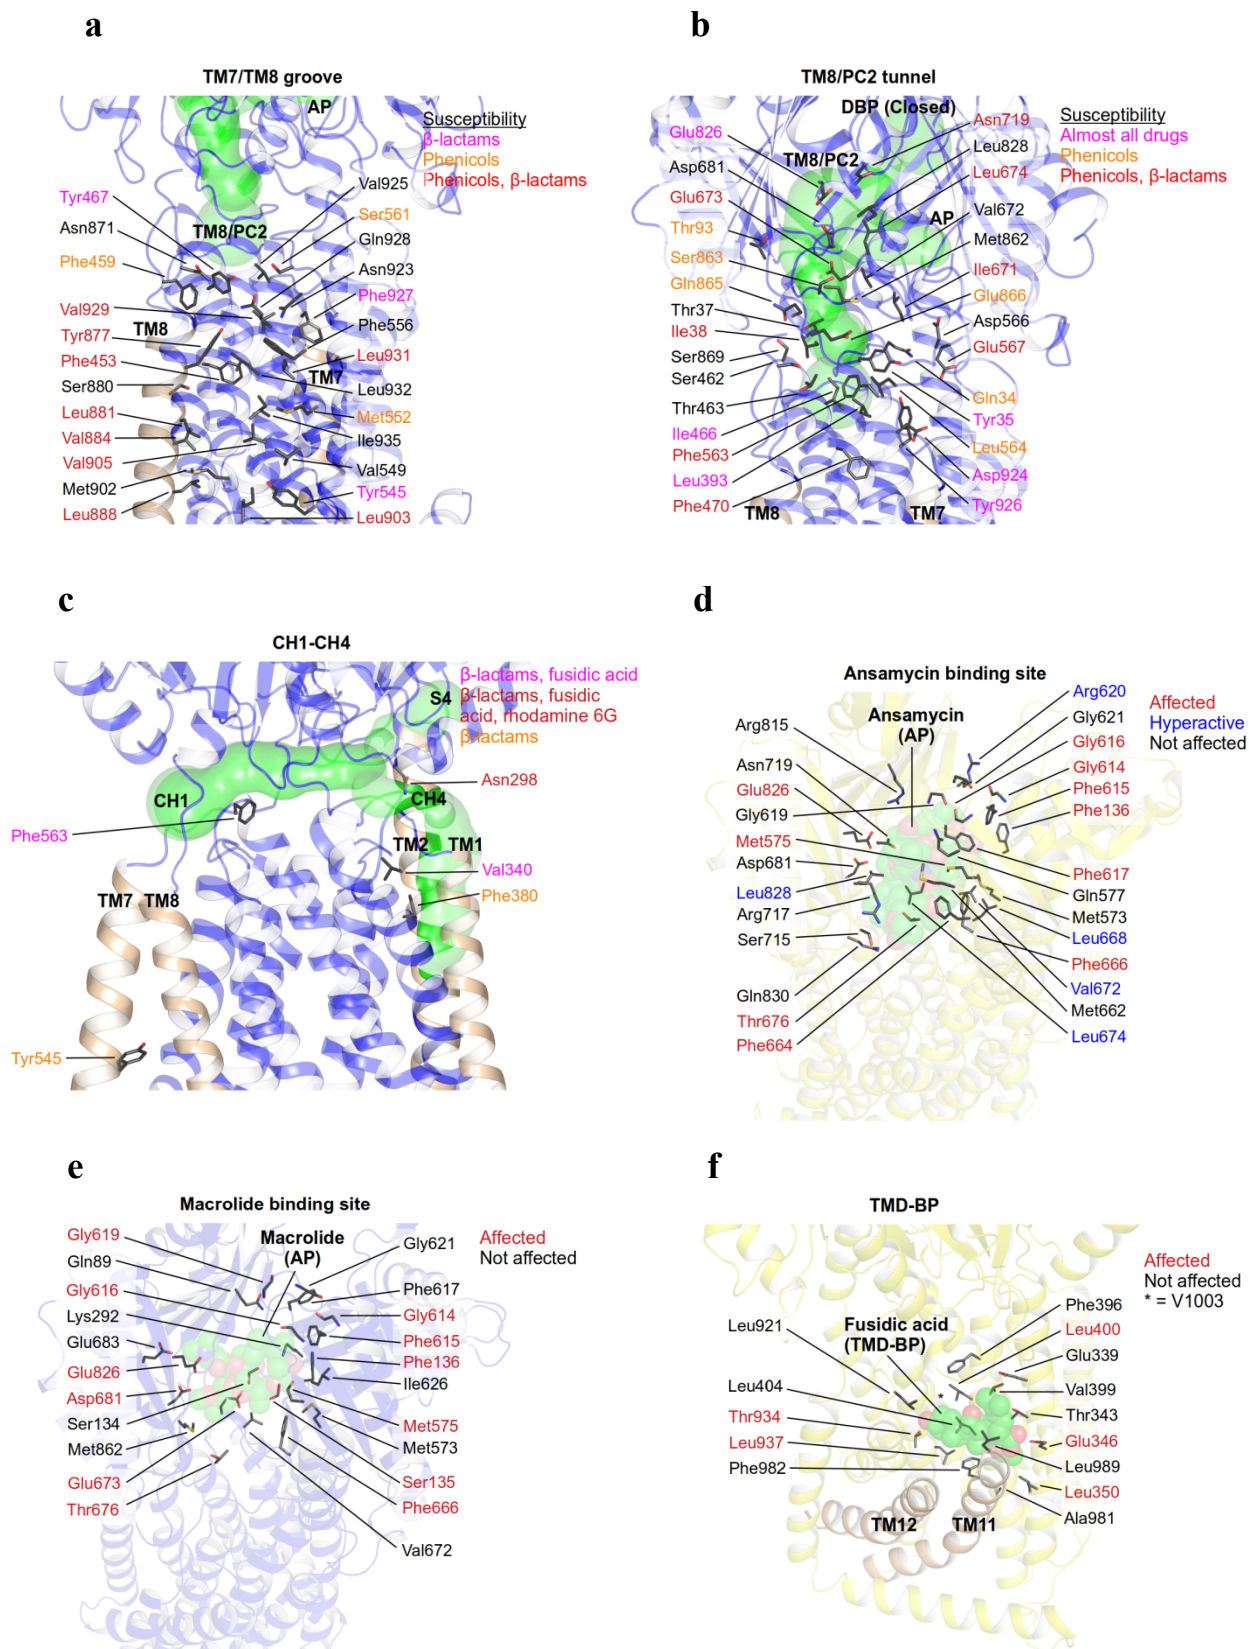 a
TM7/TM8 groove
AP
Susceptibility
β-lactams
Phenicols
Phenicols, β-lactams
Tyr467
Asn871
Phe459
Val929
Tyr877
Phe453
Ser880
Leu881
Val884
Val905
Met902
Leu888
TM8/PC2
TM8
TM7
Val925
Ser561
Gln928
Asn923
Phe927
Phe556
Leu931
Leu932
Met552
Ile935
Val549
Tyr545
Leu903
b
TM8/PC2 tunnel
DBP (Closed)
TM8/PC2
AP
Susceptibility
Almost all drugs
Phenicols
Phenicols, β-lactams
Glu826
Asp681
Glu673
Thr93
Ser863
Gln865
Thr37
Ile38
Ser869
Ser462
Thr463
Ile466
Phe563
Leu393
Phe470
TM8
TM7
Asn719
Leu828
Leu674
Val672
Met862
Ile671
Glu866
Asp566
Glu567
Gln34
Tyr35
Leu564
Asp924
Tyr926
c
CH1-CH4
β-lactams, fusidic acid
β-lactams, fusidic
acid, rhodamine 6G
β-lactams
S4
CH1
CH4
Asn298
Phe563
TM2
TM1
Val340
Phe380
TM7
TM8
Tyr545
d
Ansamycin binding site
Ansamycin
(AP)
Affected
Hyperactive
Not affected
Arg815
Asn719
Glu826
Gly619
Met575
Asp681
Leu828
Arg717
Ser715
Gln830
Thr676
Phe664
Arg620
Gly621
Gly616
Gly614
Phe615
Phe136
Phe617
Gln577
Met573
Leu668
Phe666
Val672
Met662
Leu674
e
Macrolide binding site
Macrolide
(AP)
Affected
Not affected
Gly619
Gln89
Gly616
Lys292
Glu683
Glu826
Asp681
Ser134
Met862
Glu673
Thr676
Gly621
Phe617
Gly614
Phe615
Phe136
Ile626
Met575
Met573
Ser135
Phe666
Val672
f
TMD-BP
Affected
Not affected
* = V1003
Fusidic acid
(TMD-BP)
*
Leu921
Leu404
Thr934
Leu937
Phe982
TM12
TM11
Phe396
Leu400
Glu339
Val399
Thr343
Glu346
Leu989
Leu350
Ala981